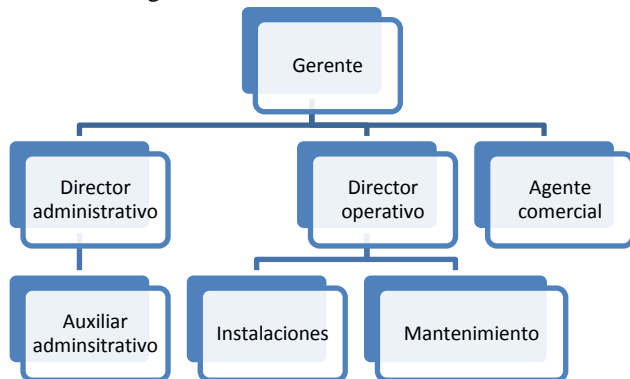 Gerente
Director
administrativo
Director
operativo
Agente
comercial
Auxiliar
adminsitrativo
Instalaciones
Mantenimiento